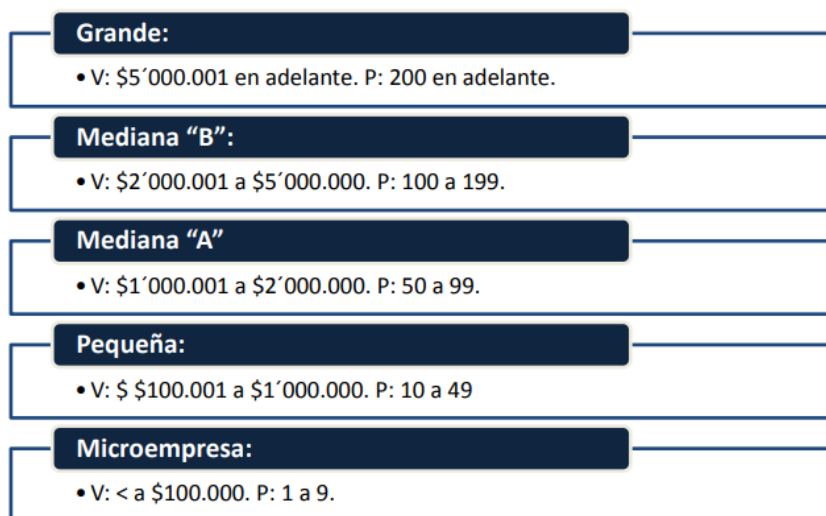 Grande:
• V: $5´000.001 en adelante. P: 200 en adelante.
Mediana “B”:
• V: $2´000.001 a $5´000.000. P: 100 a 199.
Mediana “A”
• V: $1´000.001 a $2´000.000. P: 50 a 99.
Pequeña:
• V: $ $100.001 a $1´000.000. P: 10 a 49
Microempresa:
• V: < a $100.000. P: 1 a 9.